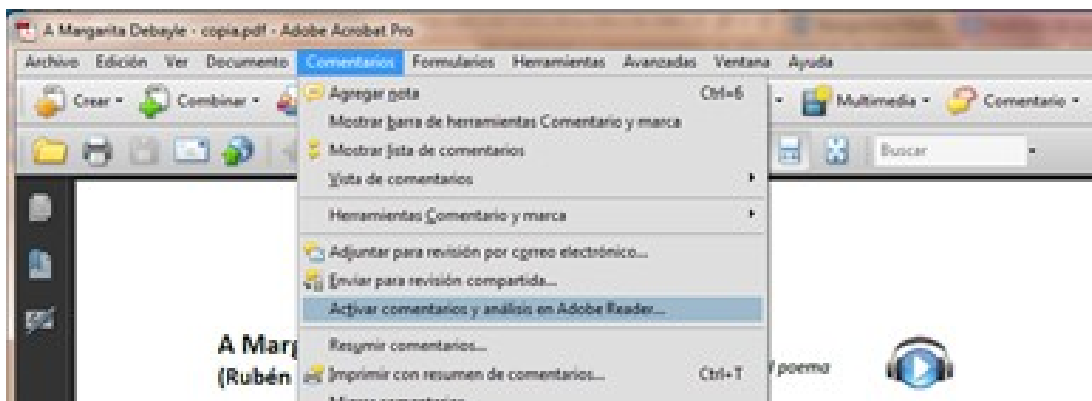 A Margarita Debayle - copia.pdf - Adobe Acrobat Pro
Archivo Edición Ver Documento Comentarios Formularios Herramientas Avanzadas Ventana Ayuda
Crear Combinar Multimedia Comentario
Agregar nota Ctrl+6
Mostrar barra de herramientas Comentario y marca
Mostrar lista de comentarios
Buscar
Vista de comentarios
Herramientas Comentario y marca
Adjuntar para revisión por correo electrónico...
Enviar para revisión compartida...
Activar comentarios y análisis en Adobe Reader...
A Marg
Resumir comentarios...
poema
(Rubén
Imprimir con resumen de comentarios... Ctrl+T